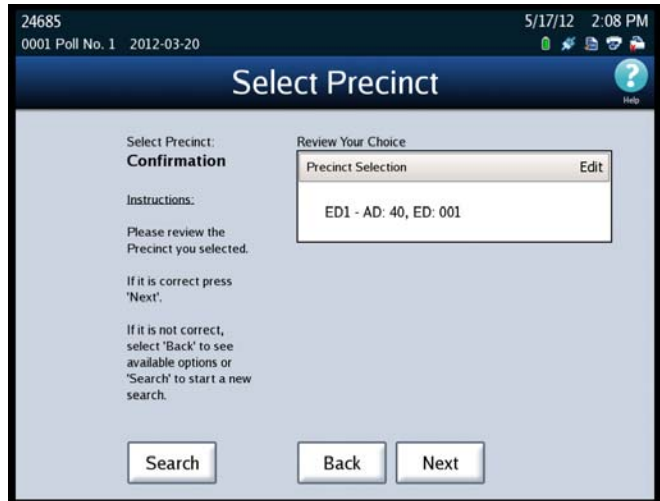 24685
5/17/12 2:08 PM
0001 Poll No. 1 2012-03-20
Select Precinct
Help
Select Precinct:
Confirmation
Instructions:
Please review the
Precinct you selected.
If it is correct press
'Next'.
If it is not correct,
select 'Back' to see
available options or
'Search' to start a new
search.
Review Your Choice
Precinct Selection
Edit
ED1 - AD: 40, ED: 001
Search
Back
Next